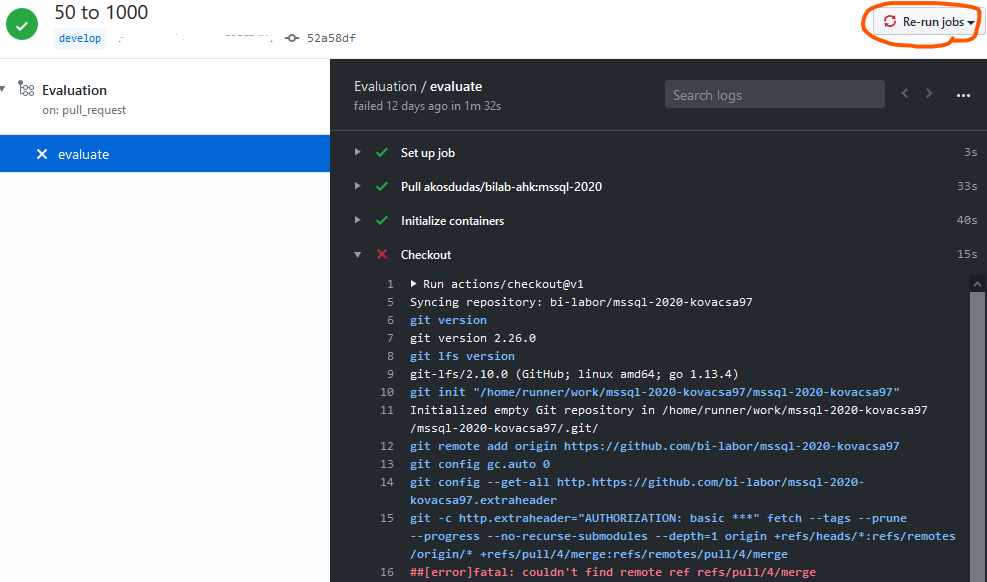 50 to 1000
Re-run jobs
develop
52a58df
Evaluation
on: pull_request
evaluate
Evaluation / evaluate
failed 12 days ago in 1m 32s
Search logs
Set up job 3s
Pull akosdudas/bilab-ahk:mssql-2020 33s
Initialize containers 40s
Checkout 15s
1 Run actions/checkout@v1
5 Syncing repository: bi-labor/mssql-2020-kovacsa97
6 git version
7 git version 2.26.0
8 git lfs version
9 git-lfs/2.10.0 (GitHub; linux amd64; go 1.13.4)
10 git init "/home/runner/work/mssql-2020-kovacsa97/mssql-2020-kovacsa97"
11 Initialized empty Git repository in /home/runner/work/mssql-2020-kovacsa97
/mssql-2020-kovacsa97/.git/
12 git remote add origin https://github.com/bi-labor/mssql-2020-kovacsa97
13 git config gc.auto 0
14 git config --get-all http.https://github.com/bi-labor/mssql-2020-
kovacsa97.extraheader
15 git -c http.extraheader="AUTHORIZATION: basic ***" fetch --tags --prune
--progress --no-recurse-submodules --depth=1 origin +refs/heads/*:refs/remotes
/origin/* +refs/pull/4/merge:refs/remotes/pull/4/merge
16 ##[error]fatal: couldn't find remote ref refs/pull/4/merge